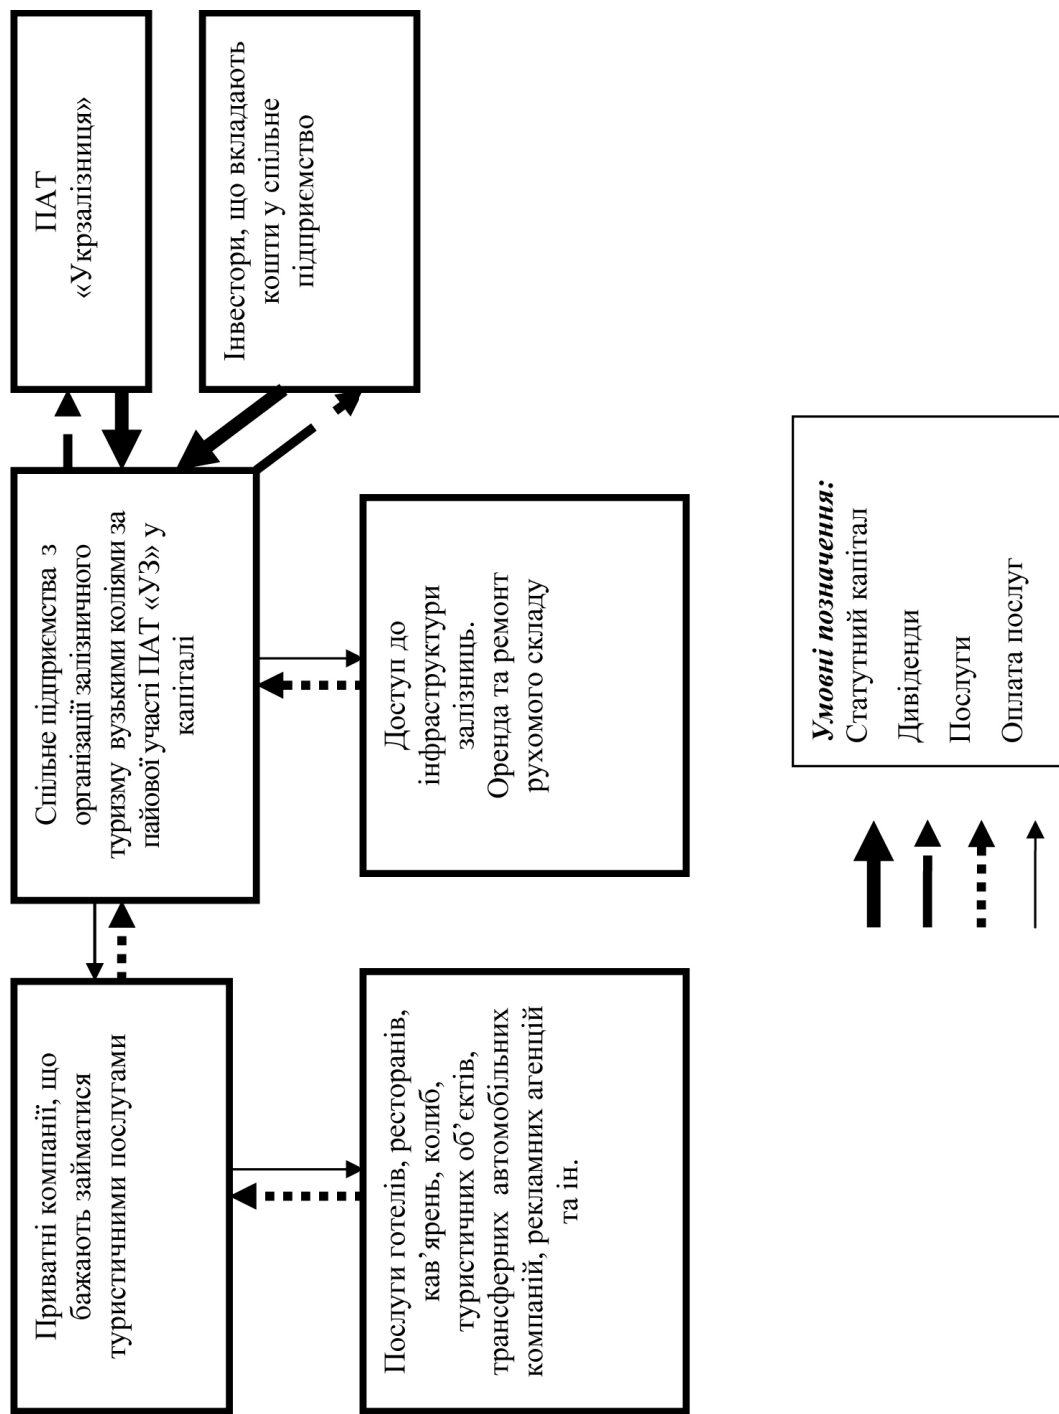 Приватні компанії, що
бажають займатися
туристичними послугами
Спільне підприємства з
організації залізничного
туризму вузькими коліями за
пайової участі ПАТ «УЗ» у
капіталі
ПАТ
«Укрзалізниця»
Інвестори, що вкладають
кошти у спільне
підприємство
Послуги готелів, ресторанів,
кав’ярень, колиб,
туристичних об’єктів,
трансферних автомобільних
компаній, рекламних агенцій
та ін.
Доступ до
інфраструктури
залізниць.
Оренда та ремонт
рухомого складу
Умовні позначення:
Статутний капітал
Дивіденди
Послуги
Оплата послуг